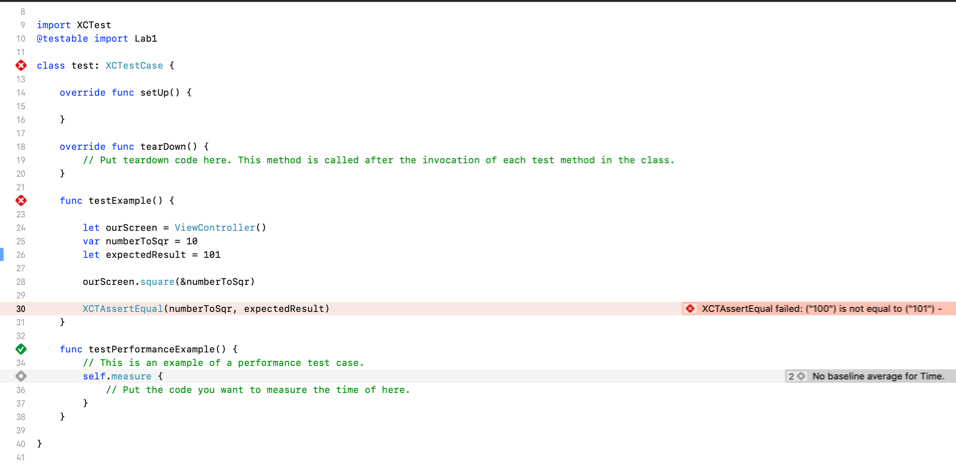 8
9 import XCTest
10 @testable import Lab1
11
class test: XCTestCase {
13
14 override func setUp() {
15
16 }
17
18 override func tearDown() {
19 // Put teardown code here. This method is called after the invocation of each test method in the class.
20 }
21
func testExample() {
23
24 let ourScreen = ViewController()
25 var numberToSqr = 10
26 let expectedResult = 101
27
28 ourScreen.square(&numberToSqr)
29
30 XCTAssertEqual(numberToSqr, expectedResult) XCTAssertEqual failed: ("100") is not equal to ("101") -
31 }
32
func testPerformanceExample() {
34 // This is an example of a performance test case.
self.measure { 2 No baseline average for Time.
36 // Put the code you want to measure the time of here.
37 }
38 }
39
40 }
41